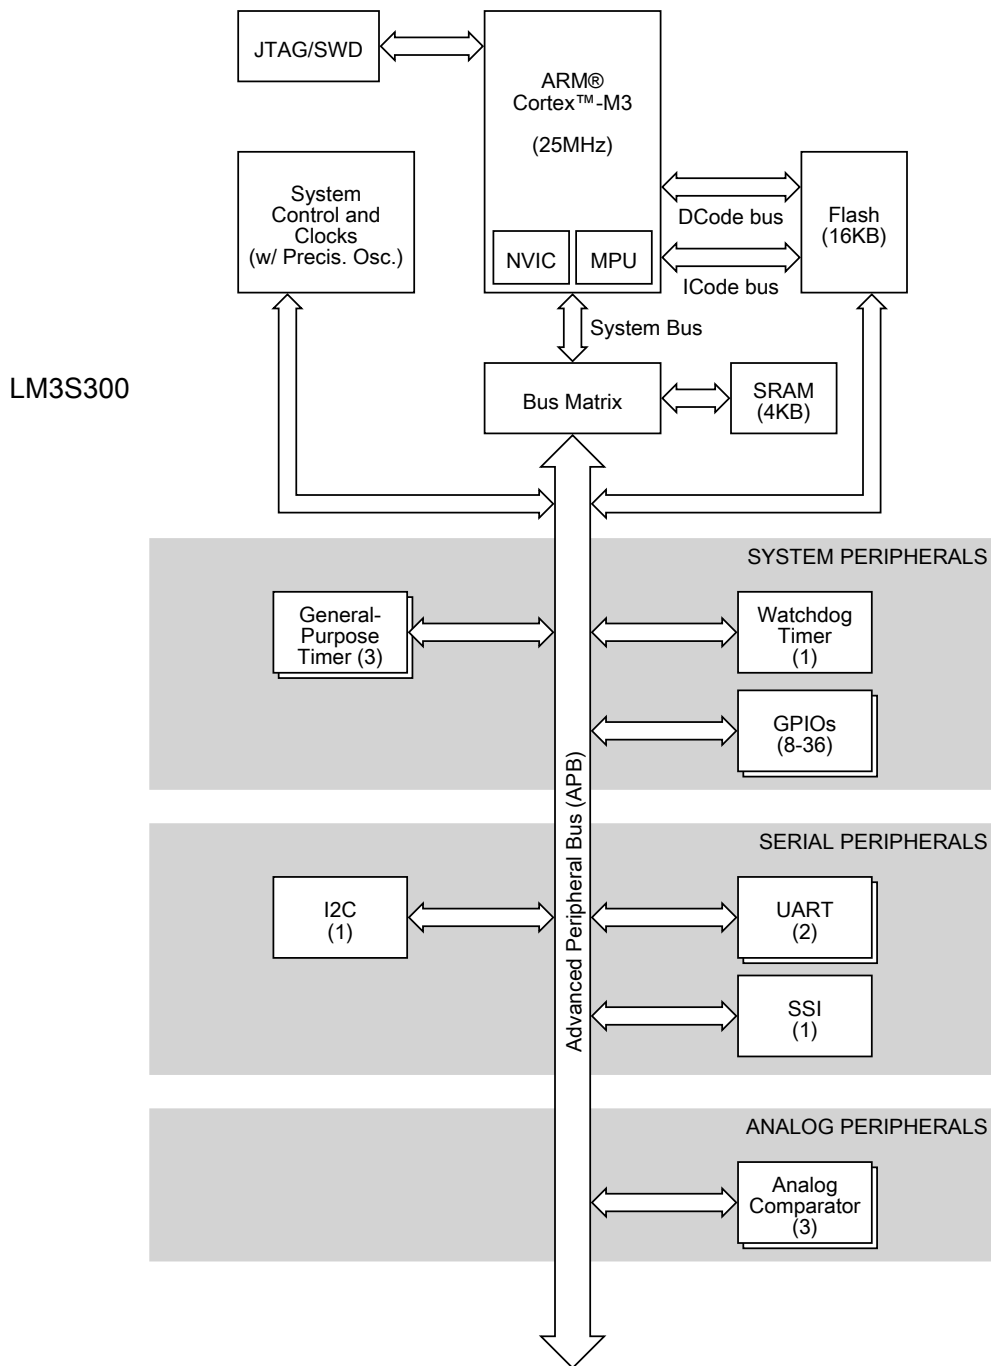 JTAG/SWD
ARM®
Cortex™-M3
(25MHz)
System
Control and
Clocks
(w/ Precis. Osc.)
DCode bus
Flash
(16KB)
NVIC
MPU
ICode bus
System Bus
LM3S300
Bus Matrix
SRAM
(4KB)
SYSTEM PERIPHERALS
General-
Purpose
Timer (3)
Watchdog
Timer
(1)
GPIOs
(8-36)
Advanced Peripheral Bus (APB)
SERIAL PERIPHERALS
I2C
(1)
UART
(2)
SSI
(1)
ANALOG PERIPHERALS
Analog
Comparator
(3)